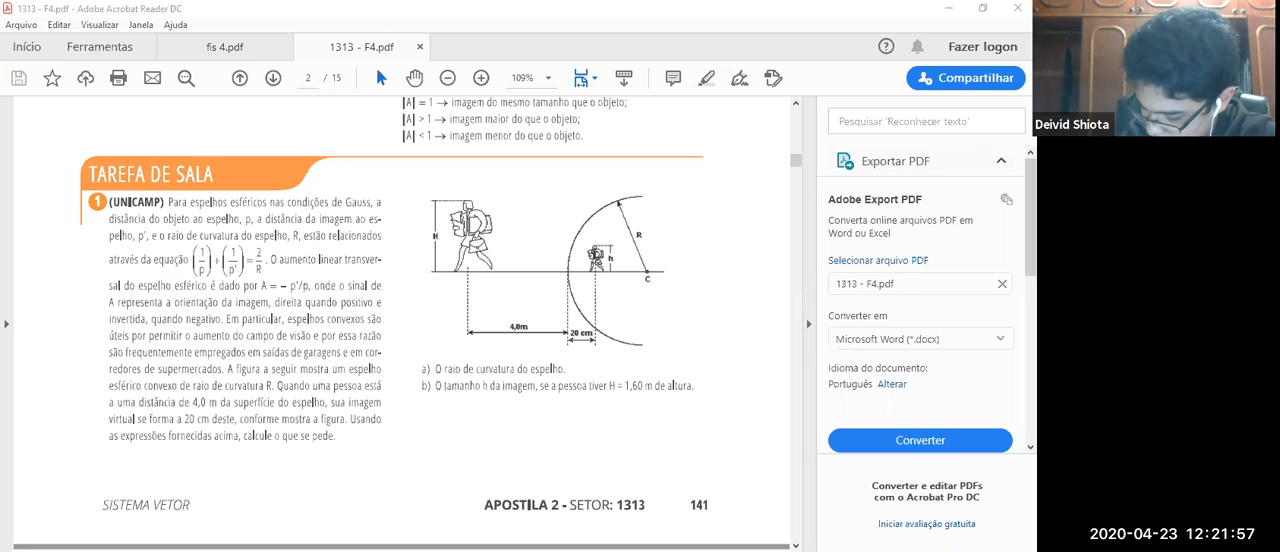 1313 - F4.pdf - Adobe Acrobat Reader DC
Arquivo Editar Visualizar Janela Ajuda
Início Ferramentas fis 4.pdf 1313 - F4.pdf × Fazer logon
2 / 15 109% Compartilhar
|A| = 1 → imagem do mesmo tamanho que o objeto;
|A| > 1 → imagem maior do que o objeto;
|A| < 1 → imagem menor do que o objeto.
TAREFA DE SALA
1 (UNICAMP) Para espelhos esféricos nas condições de Gauss, a
distância do objeto ao espelho, p, a distância da imagem ao es-
pelho, p', e o raio de curvatura do espelho, R, estão relacionados
através da equação (1/p) + (1/p') = 2/R. O aumento linear transver-
sal do espelho esférico é dado por A = – p'/p, onde o sinal de
A representa a orientação da imagem, direita quando positivo e
invertida, quando negativo. Em particular, espelhos convexos são
úteis por permitir o aumento do campo de visão e por essa razão
são frequentemente empregados em saídas de garagens e em cor-
redores de supermercados. A figura a seguir mostra um espelho
esférico convexo de raio de curvatura R. Quando uma pessoa está
a uma distância de 4,0 m da superfície do espelho, sua imagem
virtual se forma a 20 cm deste, conforme mostra a figura. Usando
as expressões fornecidas acima, calcule o que se pede.
H
h
R
C
4,0m
20 cm
a) O raio de curvatura do espelho.
b) O tamanho h da imagem, se a pessoa tiver H = 1,60 m de altura.
SISTEMA VETOR APOSTILA 2 - SETOR: 1313 141
Pesquisar 'Reconhecer texto'
Exportar PDF
Adobe Export PDF
Converta online arquivos PDF em
Word ou Excel
Selecionar arquivo PDF
1313 - F4.pdf
Converter em
Microsoft Word (*.docx)
Idioma do documento:
Português Alterar
Converter
Converter e editar PDFs
com o Acrobat Pro DC
Iniciar avaliação gratuita
Deivid Shiota
2020-04-23 12:21:57